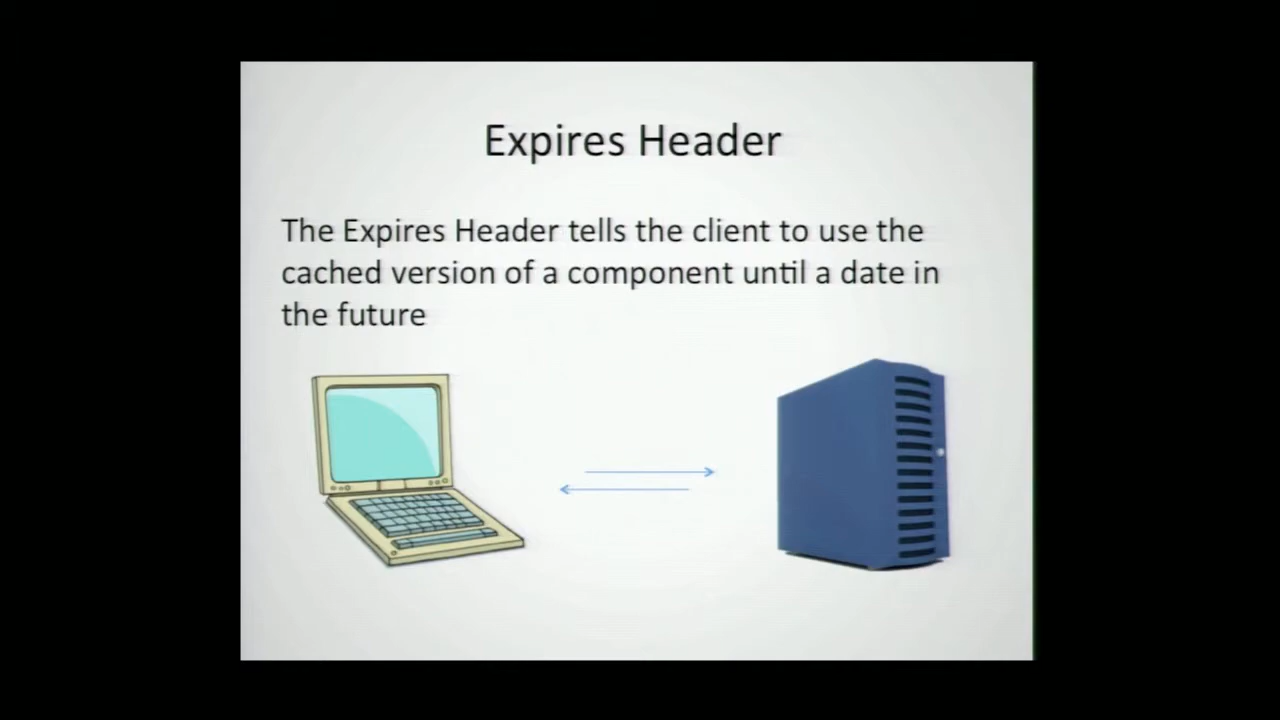 Expires Header
The Expires Header tells the client to use the
cached version of a component until a date in
the future